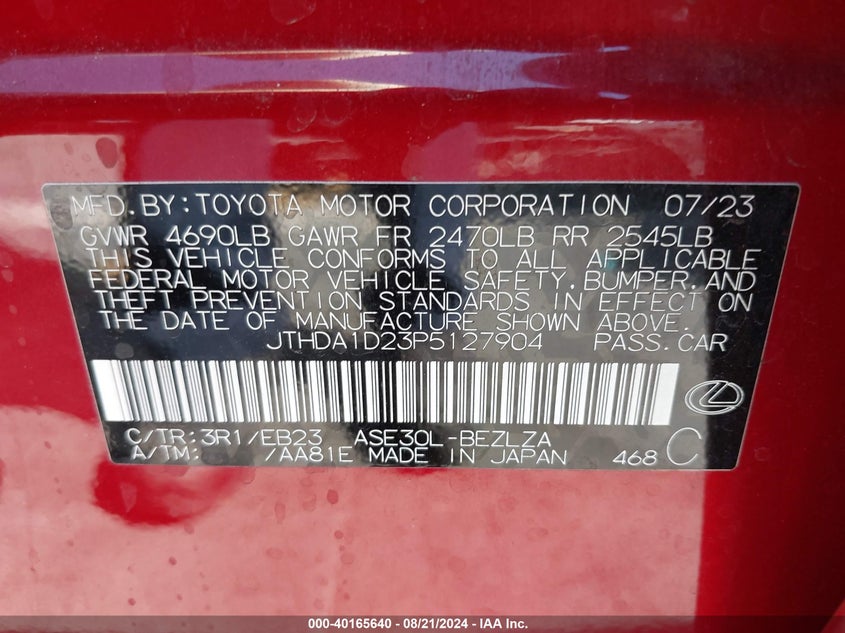 MFD.BY:TOYOTA MOTOR CORPORATION 07/23
GVWR 4690LB GAWR FR 2470LB RR 2545LB
THIS VEHICLE CONFORMS TO ALL APPLICABLE
FEDERAL MOTOR VEHICLE SAFETY,BUMPER,AND
THEFT PREVENTION STANDARDS IN EFFECT ON
THE DATE OF MANUFACTURE SHOWN ABOVE.
JTHDA1D23P5127904 PASS.CAR
C/TR:3R1/EB23 ASE30L-BEZLZA
A/TM: /AA81E MADE IN JAPAN 468 C
000-40165640 - 08/21/2024 - IAA Inc.